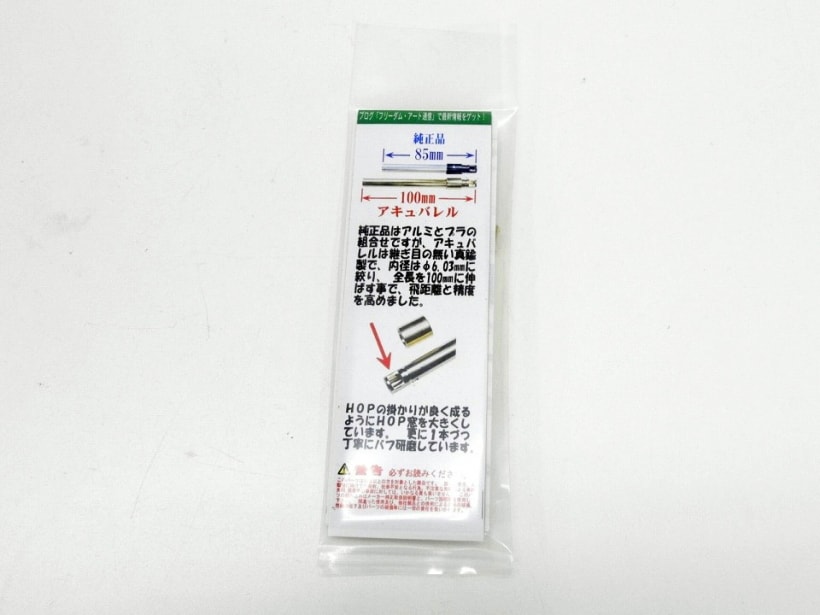 ブログ「フリーダム・アート通信」で最新情報をゲット!
純正品
85mm
100mm
アキュバレル
純正品はアルミとプラの
組合せですが、アキュバ
レルは継ぎ目の無い真鍮
製で、内径はφ6.03mmに
絞り、全長を100mmに伸
ばす事で、飛距離と精度
を高めました。
HOPの掛かりが良く成る
ようにHOP窓を大きくし
ています。 更に1本づつ
丁寧にバフ研磨しています。
警告 必ずお読みください